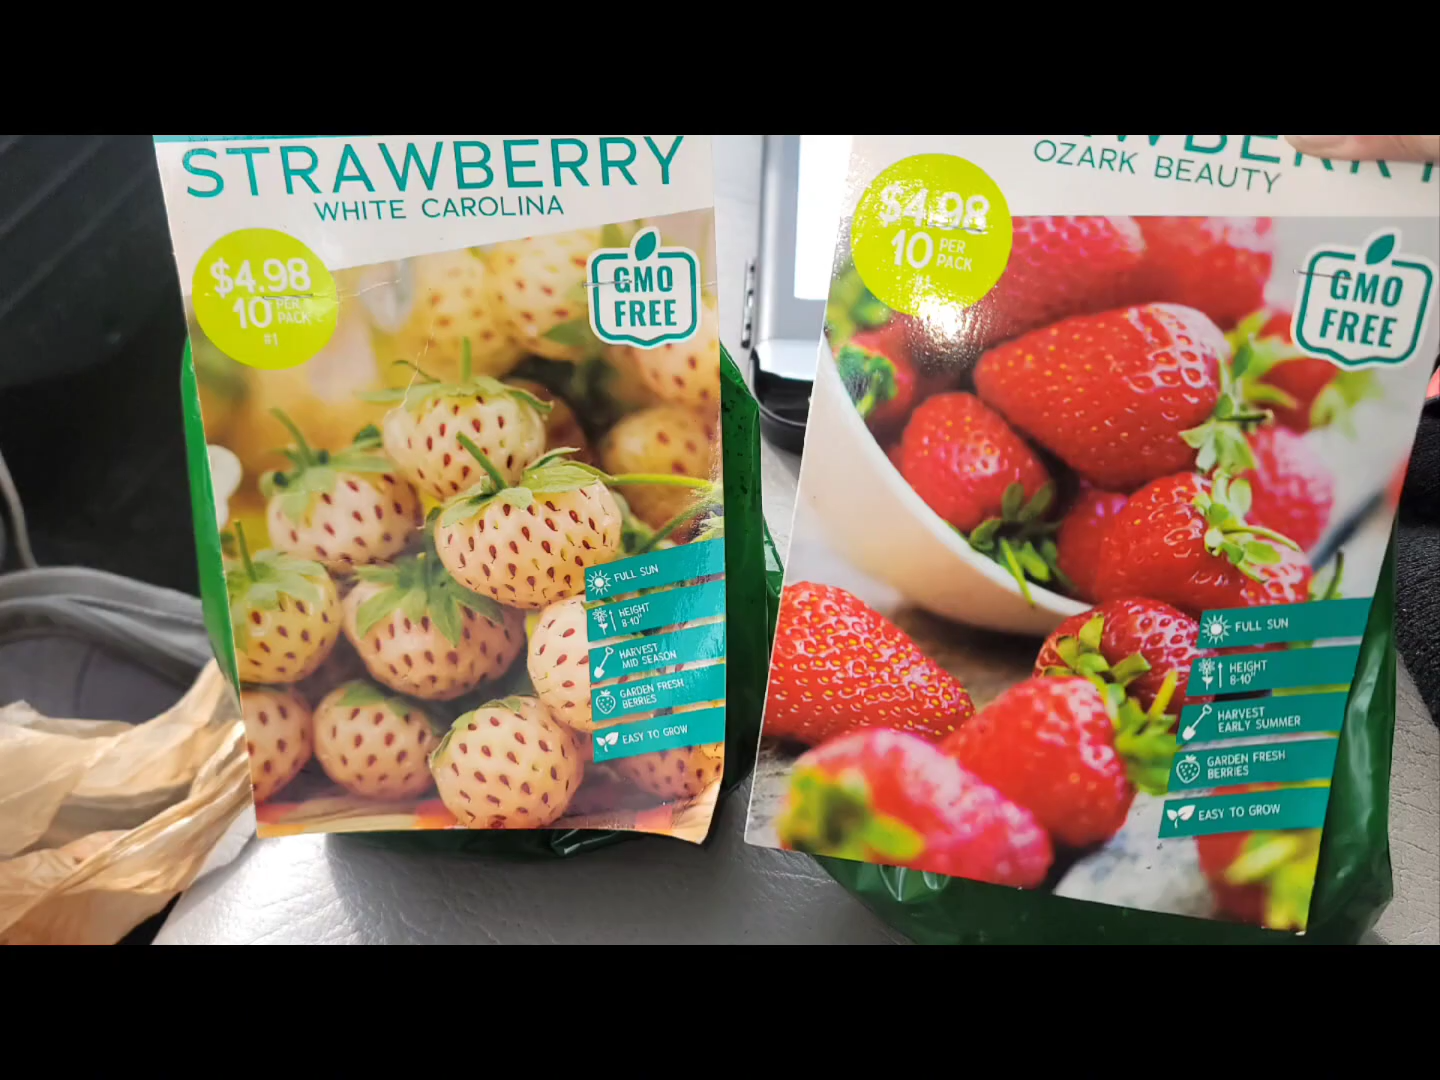 STRAWBERRY
WHITE CAROLINA
$4.98
10 PER PACK
#1
GMO
FREE
FULL SUN
HEIGHT
8-10"
HARVEST
MID SEASON
GARDEN FRESH
BERRIES
EASY TO GROW
WBERRY
OZARK BEAUTY
$4.98
10 PER PACK
#1
GMO
FREE
FULL SUN
HEIGHT
8-10"
HARVEST
EARLY SUMMER
GARDEN FRESH
BERRIES
EASY TO GROW